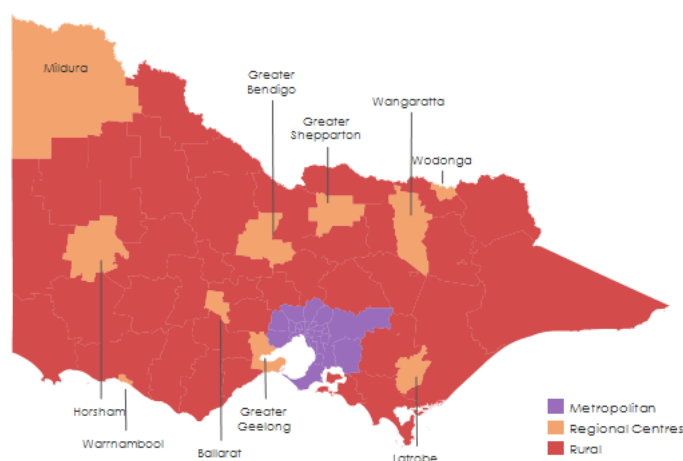 Mildura
Greater
Bendigo
Greater
Shepparton
Wangaratta
Wodonga
Horsham
Warrnambool
Ballarat
Greater
Geelong
Latrobe
Metropolitan
Regional Centres
Rural